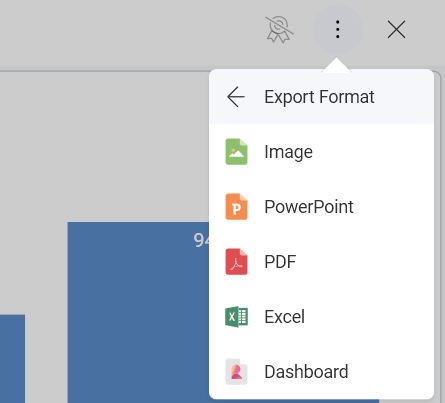 Export Format
Image
PowerPoint
PDF
Excel
Dashboard